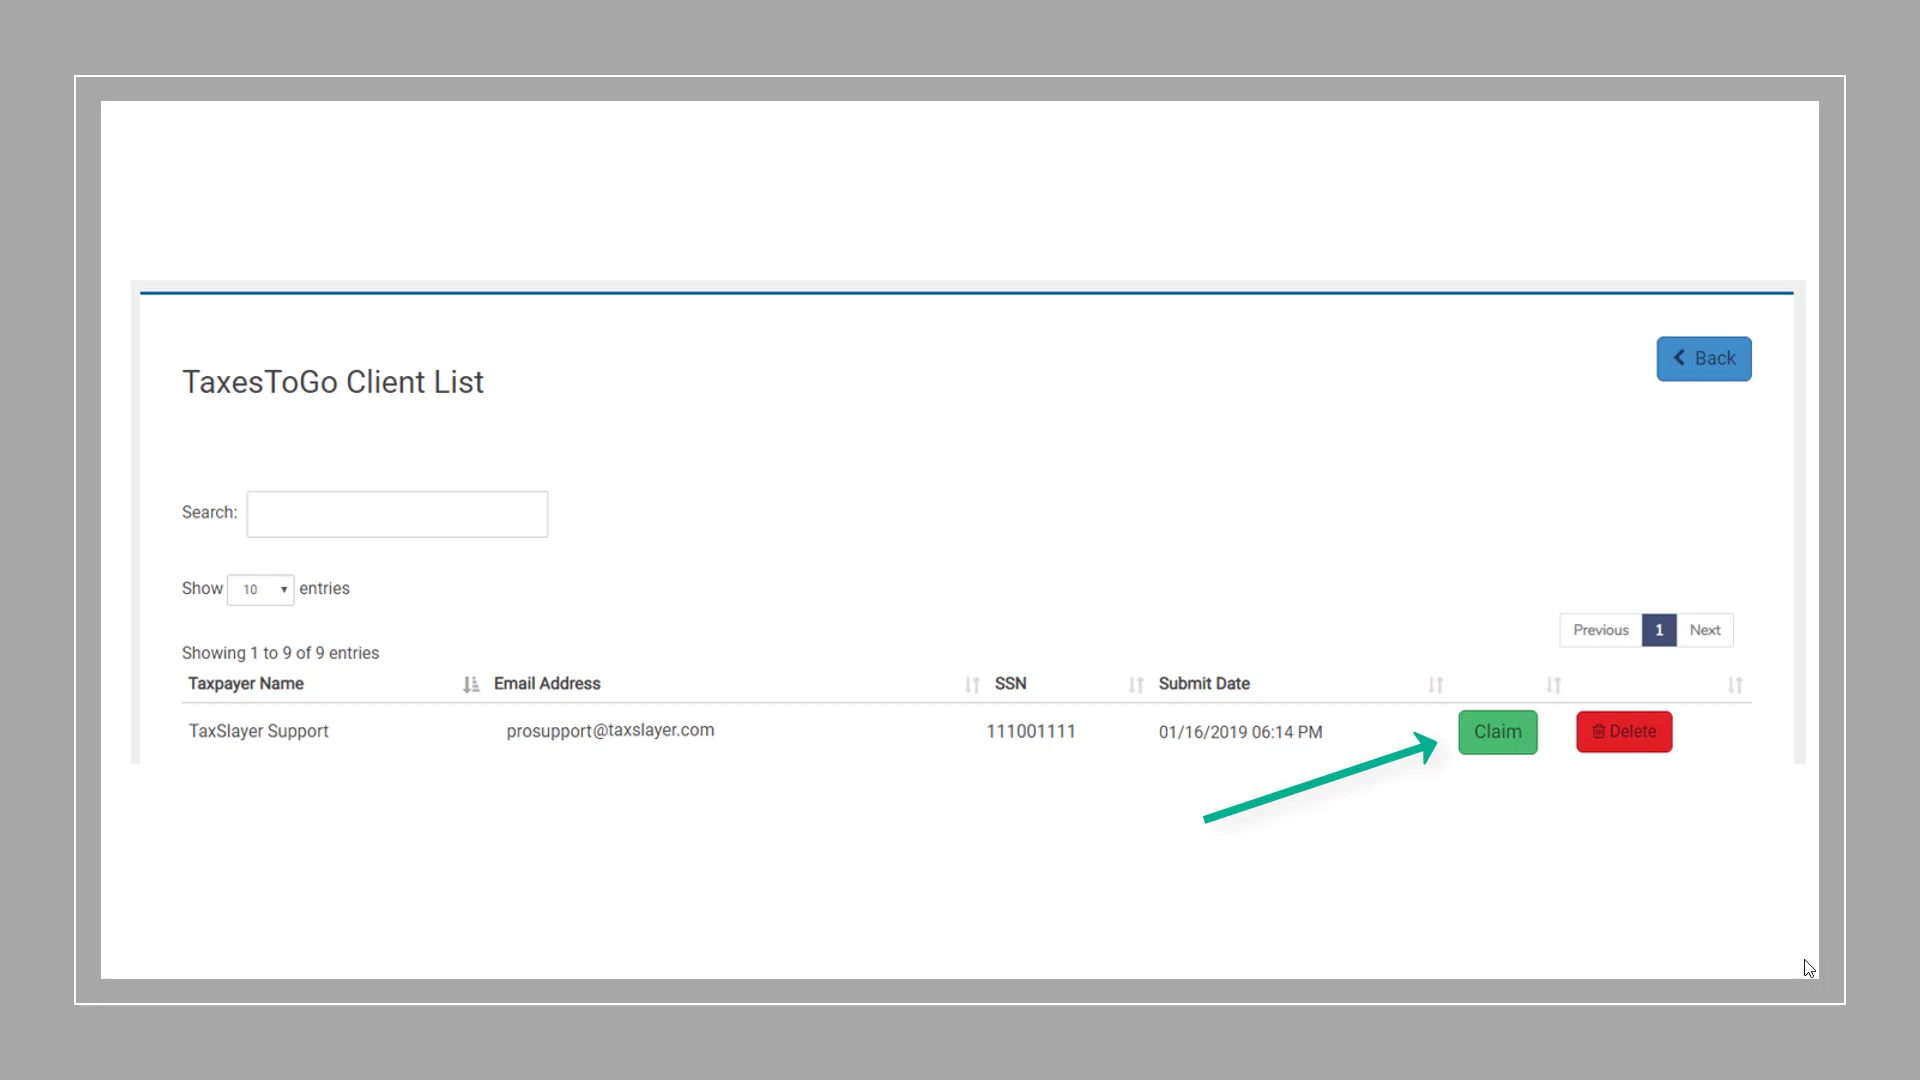 Back
TaxesToGo Client List
Search:
Show 10 entries
Previous 1 Next
Showing 1 to 9 of 9 entries
Taxpayer Name Email Address SSN Submit Date
TaxSlayer Support prosupport@taxslayer.com 111001111 01/16/2019 06:14 PM Claim Delete